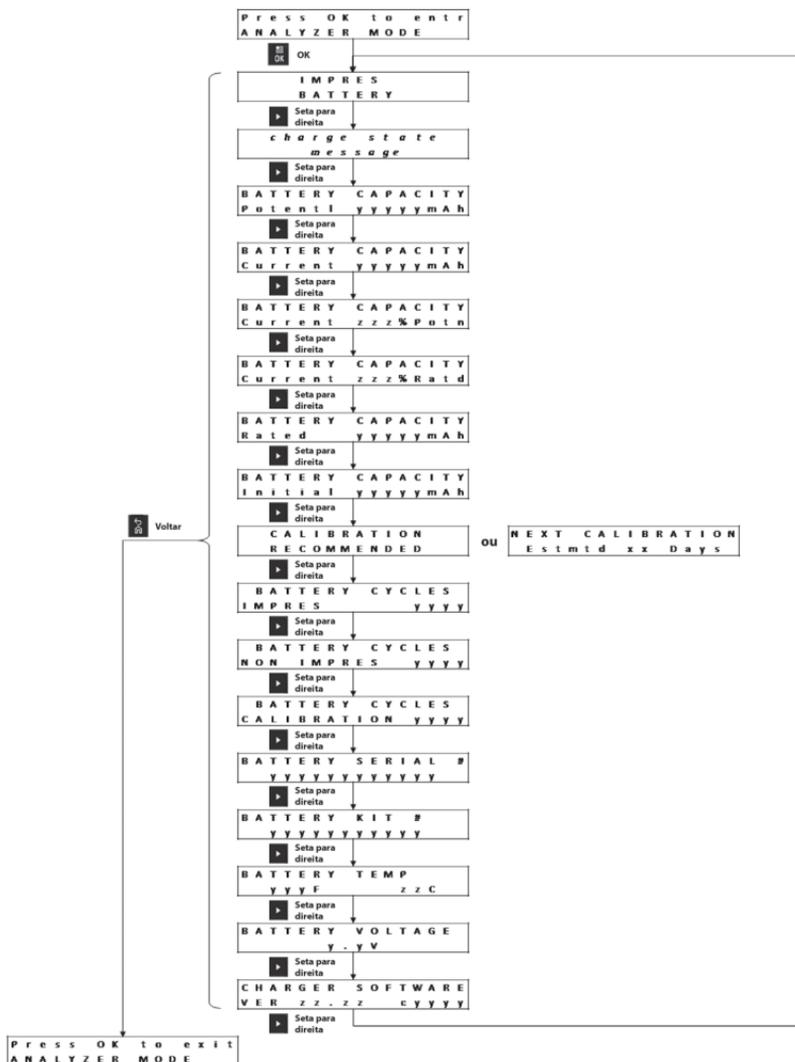 Press OK to entr
ANALYZER MODE
OK
OK
IMPRES
BATTERY
Seta para
direita
charge state
message
Seta para
direita
BATTERY CAPACITY
Potentl yyyyymAh
Seta para
direita
BATTERY CAPACITY
Current yyyyymAh
Seta para
direita
BATTERY CAPACITY
Current zzz%Potn
Seta para
direita
BATTERY CAPACITY
Current zzz%Ratd
Seta para
direita
BATTERY CAPACITY
Rated yyyyymAh
Seta para
direita
BATTERY CAPACITY
Initial yyyyymAh
Seta para
direita
Voltar
CALIBRATION
RECOMMENDED
ou
NEXT CALIBRATION
Estmtd xx Days
Seta para
direita
BATTERY CYCLES
IMPRES yyyy
Seta para
direita
BATTERY CYCLES
NON IMPRES yyyy
Seta para
direita
BATTERY CYCLES
CALIBRATION yyyy
Seta para
direita
BATTERY SERIAL #
yyyyyyyyyyyy
Seta para
direita
BATTERY KIT #
yyyyyyyyyyy
Seta para
direita
BATTERY TEMP
yyyF zzC
Seta para
direita
BATTERY VOLTAGE
y.yV
Seta para
direita
CHARGER SOFTWARE
VER zz.zz cyyyy
Seta para
direita
Press OK to exit
ANALYZER MODE